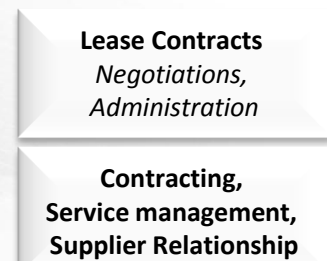 Lease Contracts
Negotiations,
Administration
Contracting,
Service management,
Supplier Relationship